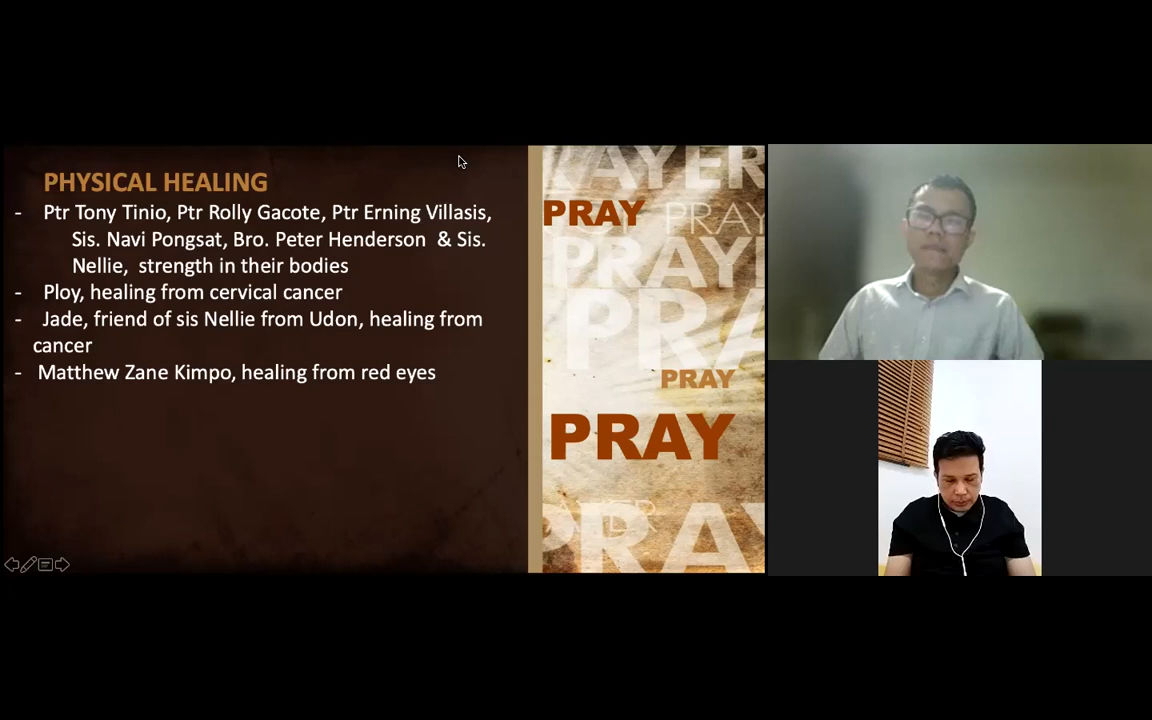 PHYSICAL HEALING
- Ptr Tony Tinio, Ptr Rolly Gacote, Ptr Erning Villasis,
Sis. Navi Pongsat, Bro. Peter Henderson & Sis.
Nellie, strength in their bodies
- Ploy, healing from cervical cancer
- Jade, friend of sis Nellie from Udon, healing from
cancer
- Matthew Zane Kimpo, healing from red eyes
PRAY PRAY
PRAY
PRAY